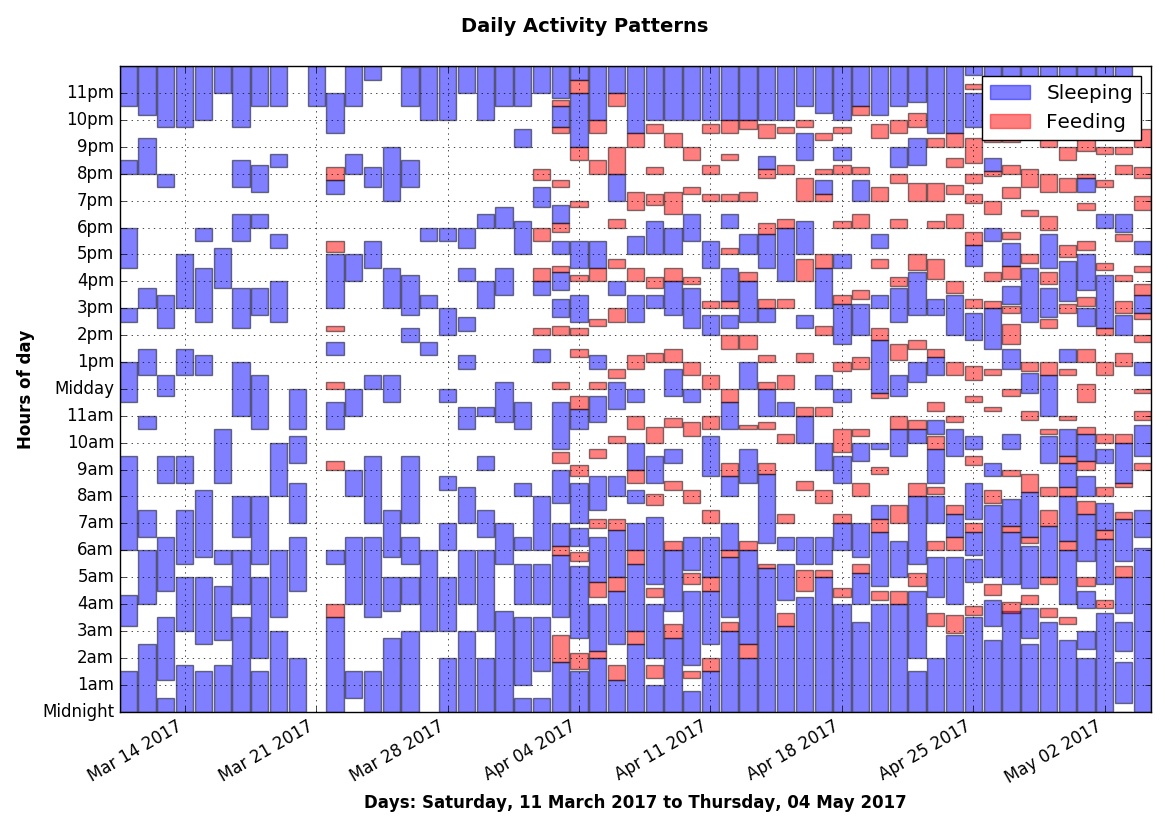 Daily Activity Patterns
Sleeping
Feeding
11pm
10pm
9pm
8pm
7pm
6pm
5pm
4pm
3pm
2pm
1pm
Midday
11am
10am
9am
8am
7am
6am
5am
4am
3am
2am
1am
Midnight
Hours of day
Mar 14 2017
Mar 21 2017
Mar 28 2017
Apr 04 2017
Apr 11 2017
Apr 18 2017
Apr 25 2017
May 02 2017
Days: Saturday, 11 March 2017 to Thursday, 04 May 2017